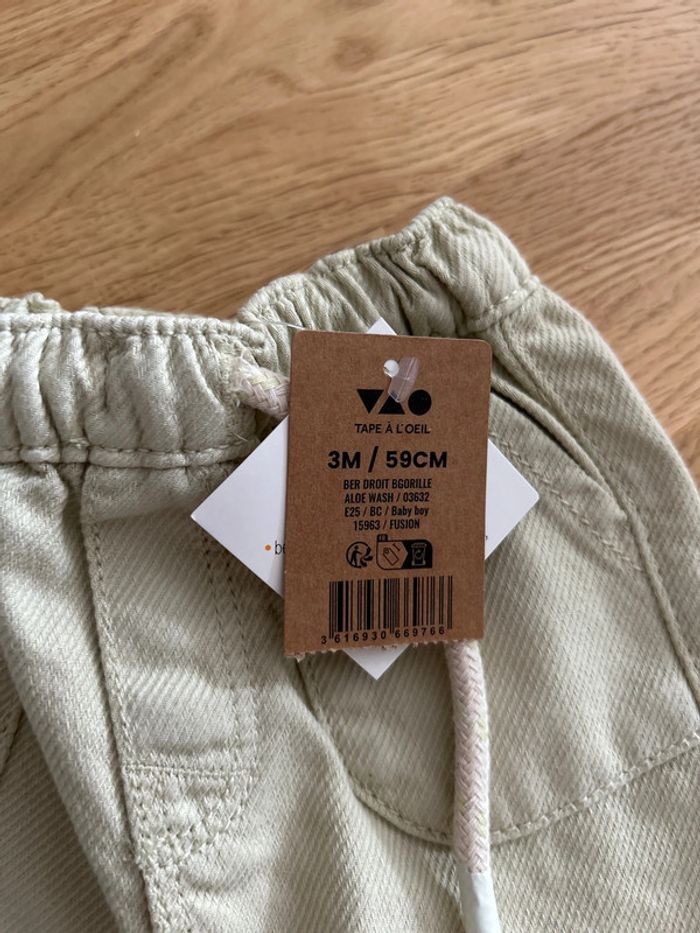 TAPE À L'OEIL
3M / 59CM
BER DROIT BGORILLE
ALOE WASH / 03632
E25 / BC / Baby boy
15963 / FUSION
FR
3 616930 669766